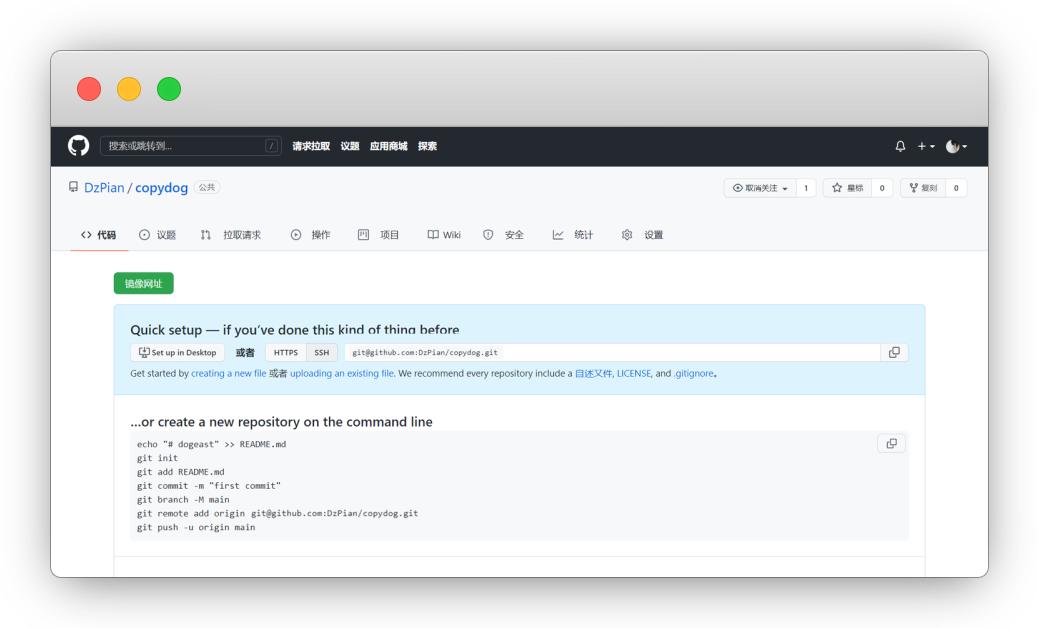 搜索或跳转到... / 请求拉取 议题 应用商城 探索
DzPian / copydog 公共 取消关注 1 星标 0 复刻 0
代码 议题 拉取请求 操作 项目 Wiki 安全 统计 设置
镜像网址
Quick setup — if you've done this kind of thing before
Set up in Desktop 或者 HTTPS SSH git@github.com:DzPian/copydog.git
Get started by creating a new file 或者 uploading an existing file. We recommend every repository include a 自述文件, LICENSE, and .gitignore。
...or create a new repository on the command line
echo "# dogeast" >> README.md
git init
git add README.md
git commit -m "first commit"
git branch -M main
git remote add origin git@github.com:DzPian/copydog.git
git push -u origin main